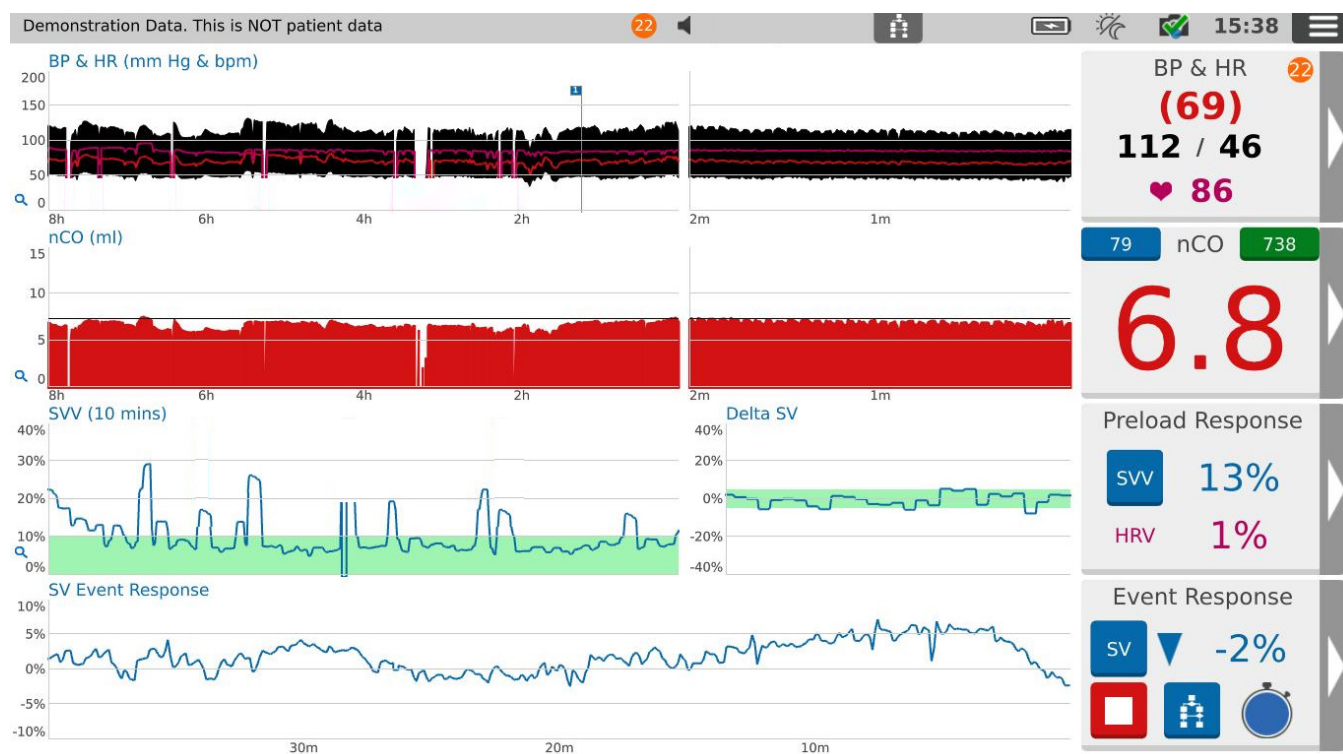 Demonstration Data. This is NOT patient data
22
15:38
BP & HR (mm Hg & bpm)
200
150
100
50
0
1
8h 6h 4h 2h 2m 1m
nCO (ml)
15
10
5
0
8h 6h 4h 2h 2m 1m
SVV (10 mins)
40%
30%
20%
10%
0%
Delta SV
40%
20%
0%
-20%
-40%
SV Event Response
10%
5%
0%
-5%
-10%
30m 20m 10m
BP & HR 22
(69)
112 / 46
86
79 nCO 738
6.8
Preload Response
SVV 13%
HRV 1%
Event Response
SV -2%